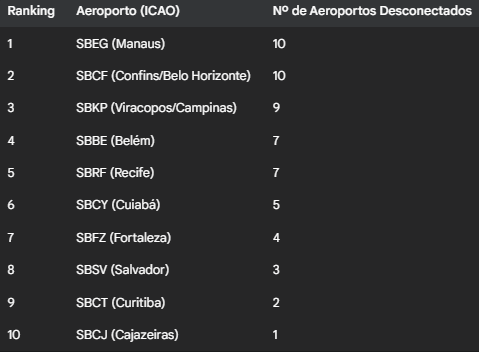 Ranking Aeroporto (ICAO) Nº de Aeroportos Desconectados
1 SBEG (Manaus) 10
2 SBCF (Confins/Belo Horizonte) 10
3 SBKP (Viracopos/Campinas) 9
4 SBBE (Belém) 7
5 SBRF (Recife) 7
6 SBCY (Cuiabá) 5
7 SBFZ (Fortaleza) 4
8 SBSV (Salvador) 3
9 SBCT (Curitiba) 2
10 SBCJ (Cajazeiras) 1